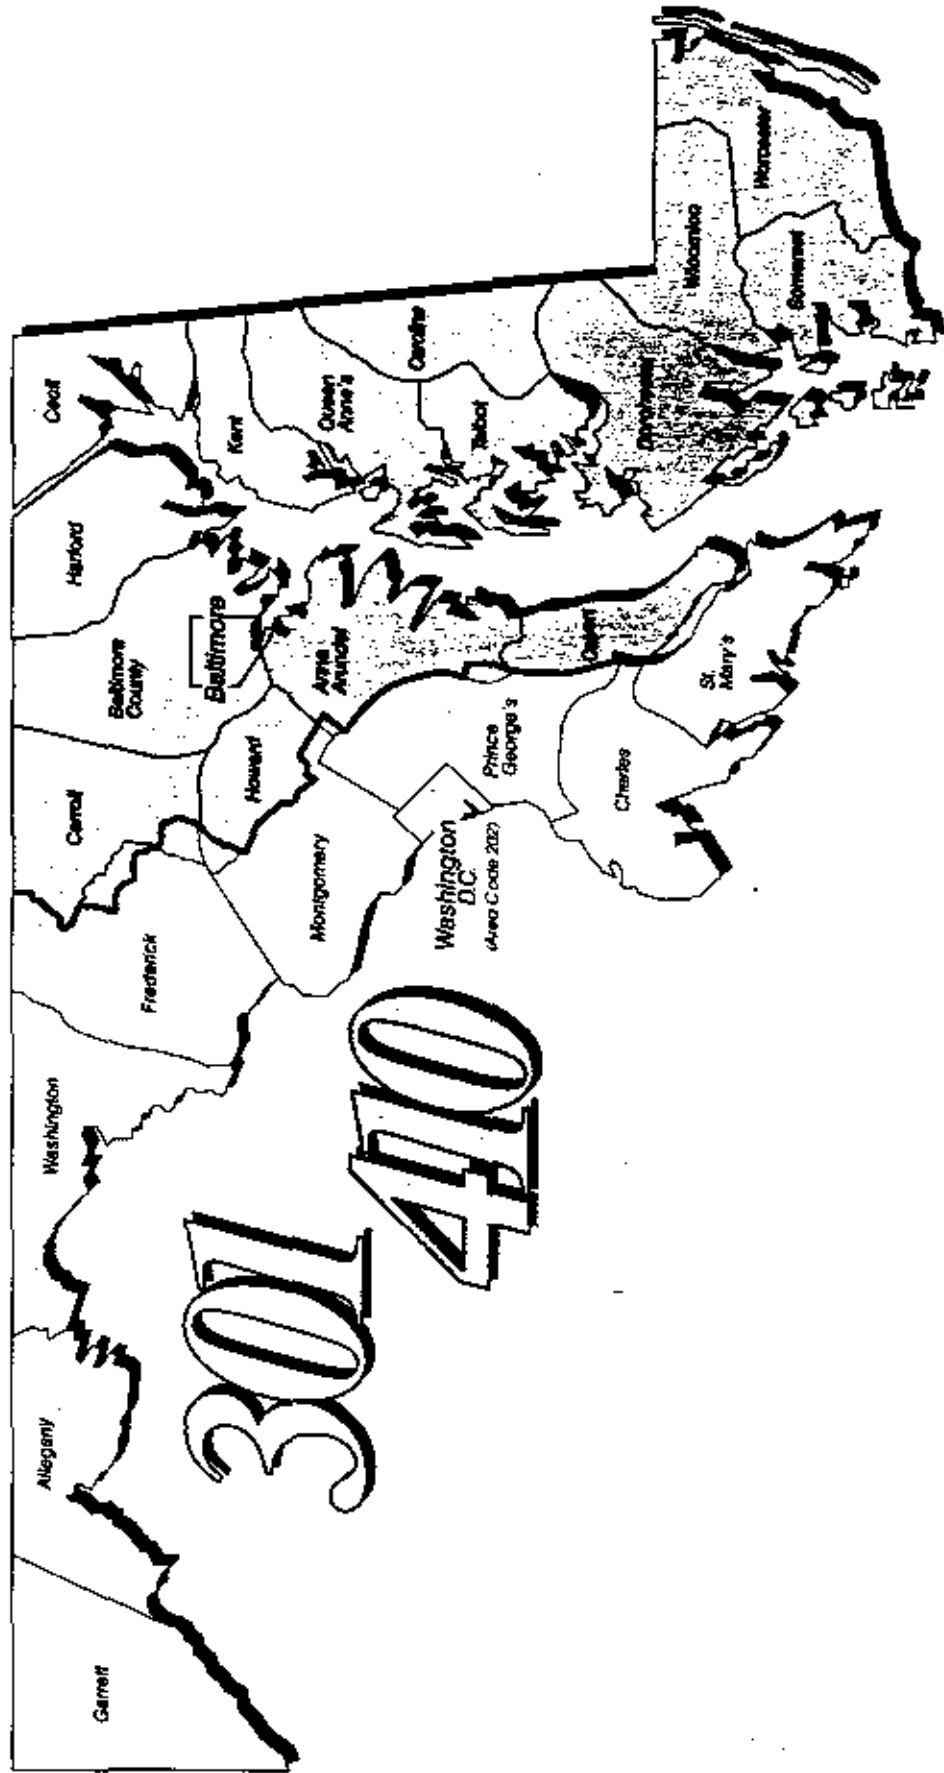 Garrett
Allegany
Washington
Frederick
Carroll
Baltimore
County
Harford
Cecil
Baltimore
Howard
Montgomery
Anne
Arundel
Kent
Queen
Anne's
Caroline
Talbot
Washington
D.C.
(Area Code 202)
Prince
George's
Calvert
Charles
St.
Mary's
Dorchester
Wicomico
Worcester
Somerset
301
410